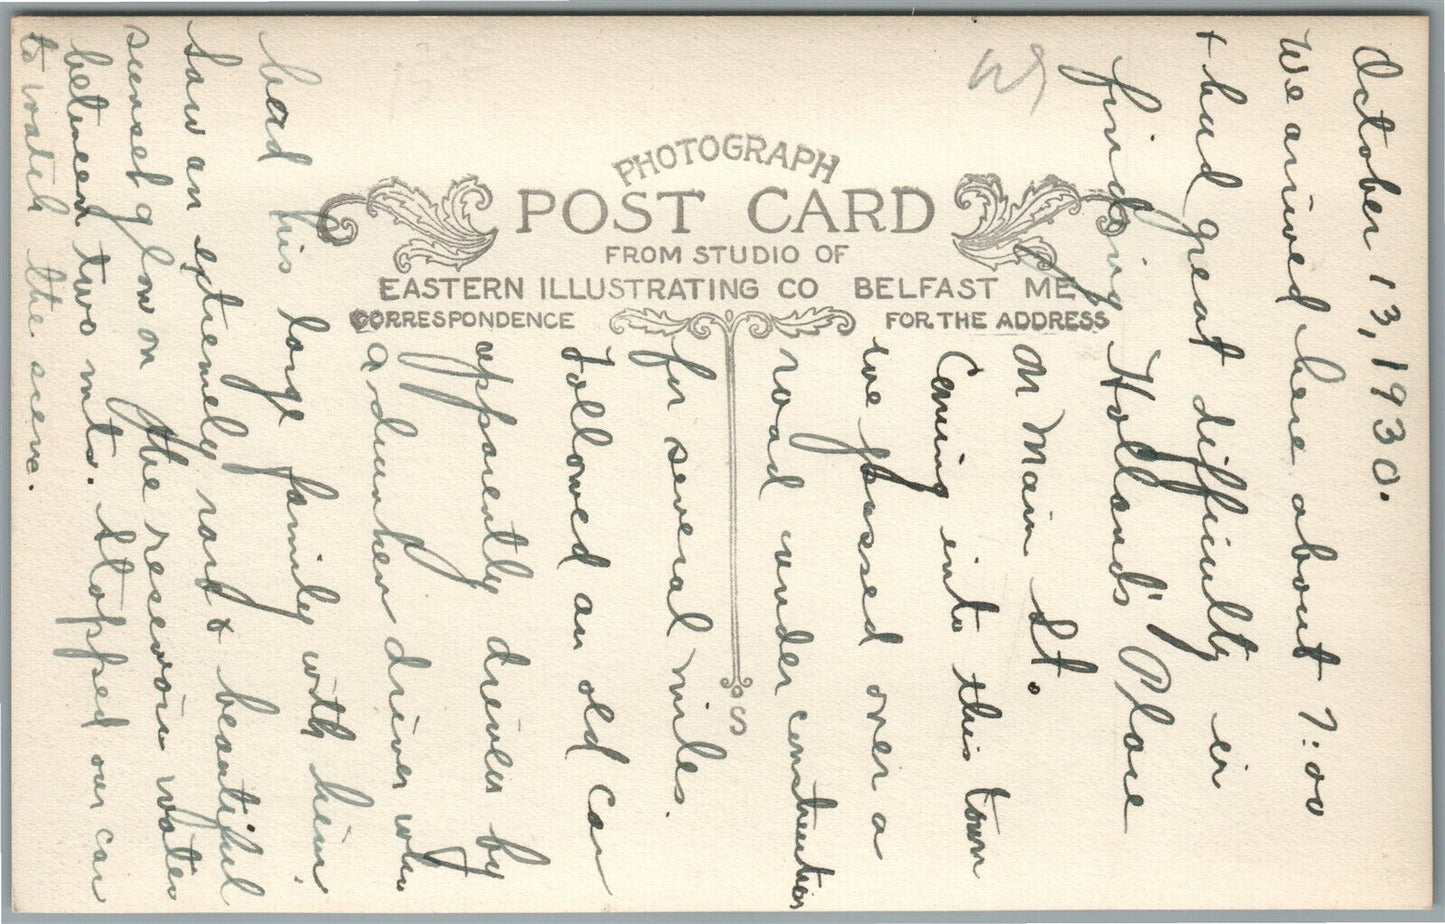 PHOTOGRAPH
POST CARD
FROM STUDIO OF
EASTERN ILLUSTRATING CO BELFAST ME
CORRESPONDENCE
FOR THE ADDRESS
S
October 13, 1930.
We arrived here about 7:00
+ had great difficulty in
finding Holland's Place
on Main St.
Coming into this town
we passed over a
road under construction
for several miles.
Followed an old car
apparently driven by
a drunken driver who
had his large family with him.
Saw an extremely rare + beautiful
sunset glow on the reservoir water
between two mts. Stopped our car
to watch the scene.